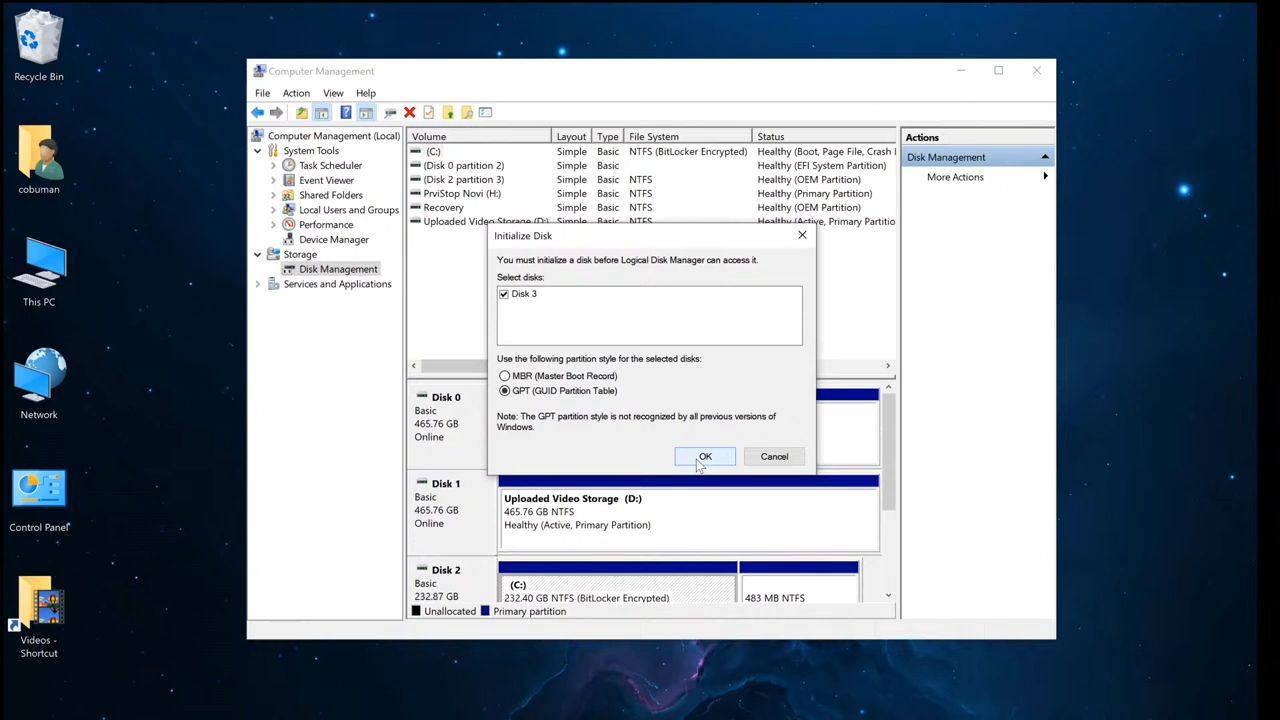 Recycle Bin
cobuman
This PC
Network
Control Panel
Videos -
Shortcut
Computer Management
File Action View Help
Computer Management (Local)
System Tools
Task Scheduler
Event Viewer
Shared Folders
Local Users and Groups
Performance
Device Manager
Storage
Disk Management
Services and Applications
Volume Layout Type File System Status
(C:) Simple Basic NTFS (BitLocker Encrypted) Healthy (Boot, Page File, Crash
(Disk 0 partition 2) Simple Basic Healthy (EFI System Partition)
(Disk 2 partition 3) Simple Basic NTFS Healthy (OEM Partition)
PrviStop Novi (H:) Simple Basic NTFS Healthy (Primary Partition)
Recovery Simple Basic NTFS Healthy (OEM Partition)
Uploaded Video Storage (D:) Simple Basic NTFS Healthy (Active, Primary Partitio
Actions
Disk Management
More Actions
Initialize Disk
You must initialize a disk before Logical Disk Manager can access it.
Select disks:
Disk 3
Use the following partition style for the selected disks:
MBR (Master Boot Record)
GPT (GUID Partition Table)
Note: The GPT partition style is not recognized by all previous versions of
Windows.
OK Cancel
Disk 0
Basic
465.76 GB
Online
Disk 1
Basic
465.76 GB
Online
Uploaded Video Storage (D:)
465.76 GB NTFS
Healthy (Active, Primary Partition)
Disk 2
Basic
232.87 GB
(C:)
232.40 GB NTFS (BitLocker Encrypted)
483 MB NTFS
Unallocated Primary partition